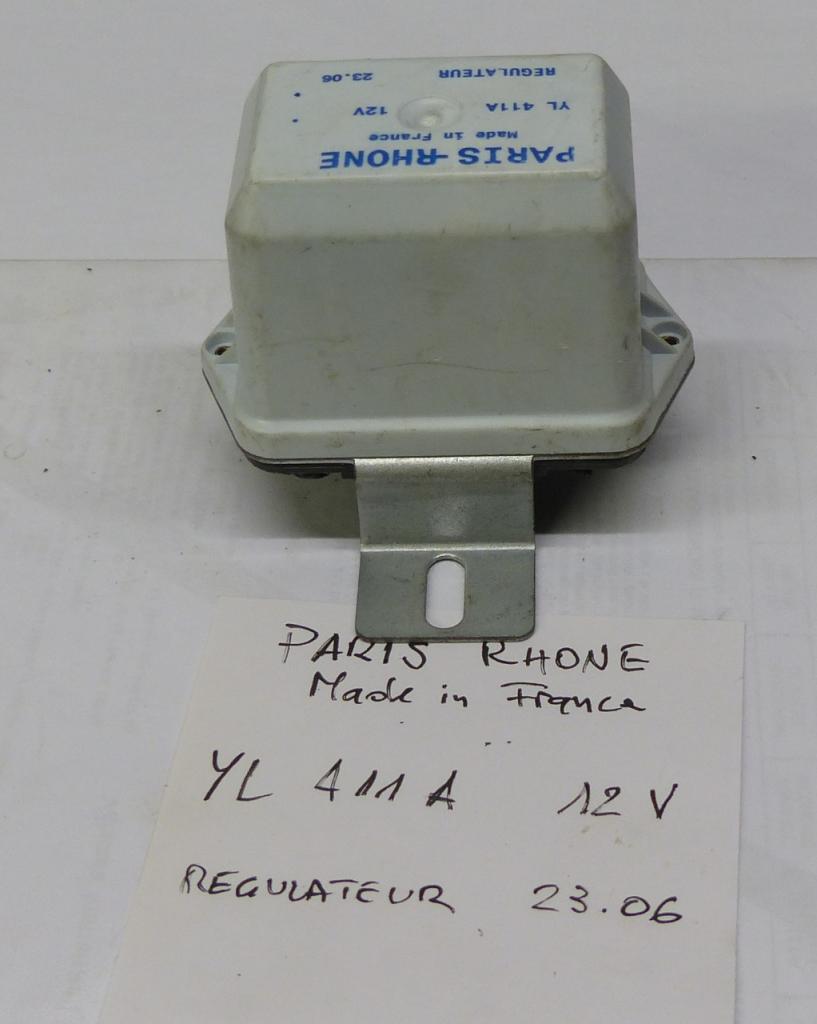 PARIS-RHONE
Made in France
YL 411A 12V
REGULATEUR 23.06
PARIS RHONE
Made in France
YL 411 A 12 V
REGULATEUR 23.06